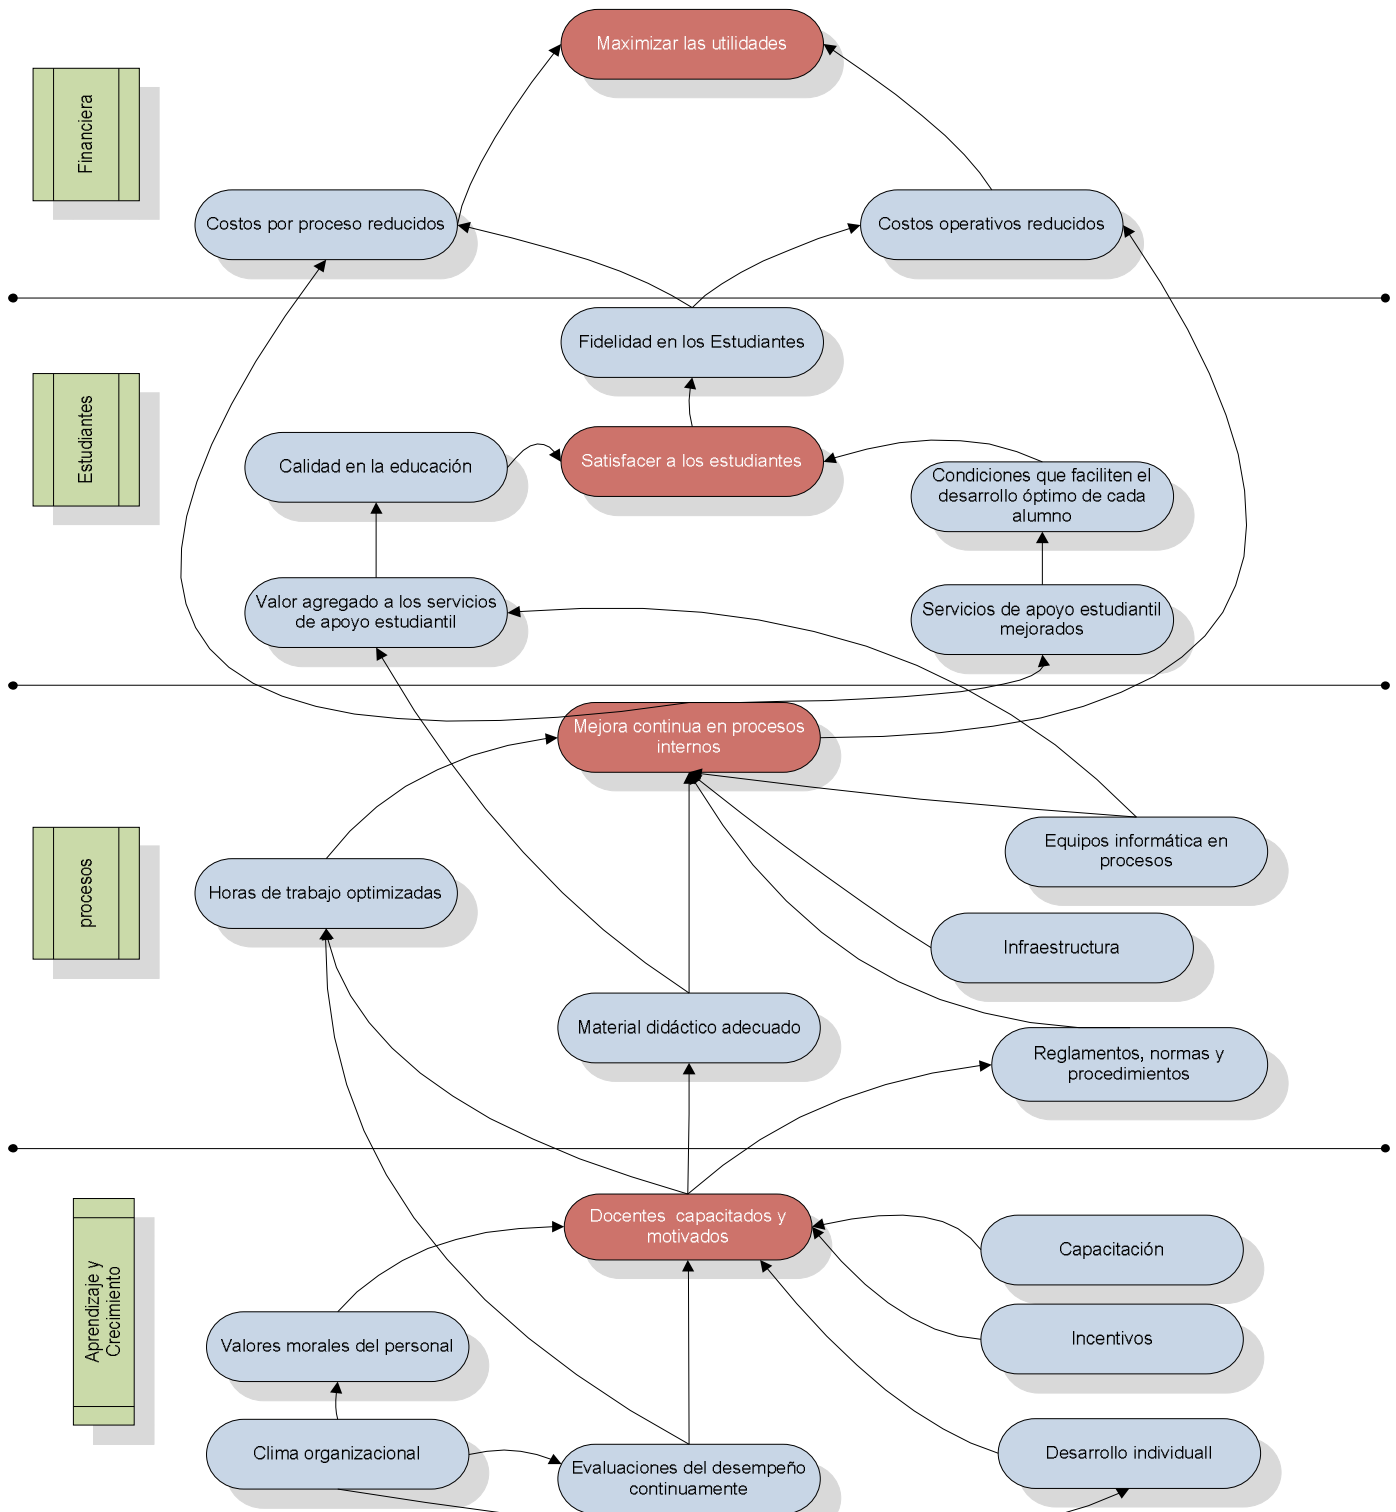 Maximizar las utilidades
Financiera
Costos por proceso reducidos
Costos operativos reducidos
Fidelidad en los Estudiantes
Estudiantes
Calidad en la educación
Satisfacer a los estudiantes
Condiciones que faciliten el
desarrollo óptimo de cada
alumno
Valor agregado a los servicios
de apoyo estudiantil
Servicios de apoyo estudiantil
mejorados
Mejora continua en procesos
internos
procesos
Equipos informática en
procesos
Horas de trabajo optimizadas
Infraestructura
Material didáctico adecuado
Reglamentos, normas y
procedimientos
Aprendizaje y
Crecimiento
Docentes  capacitados y
motivados
Capacitación
Incentivos
Valores morales del personal
Clima organizacional
Evaluaciones del desempeño
continuamente
Desarrollo individuall